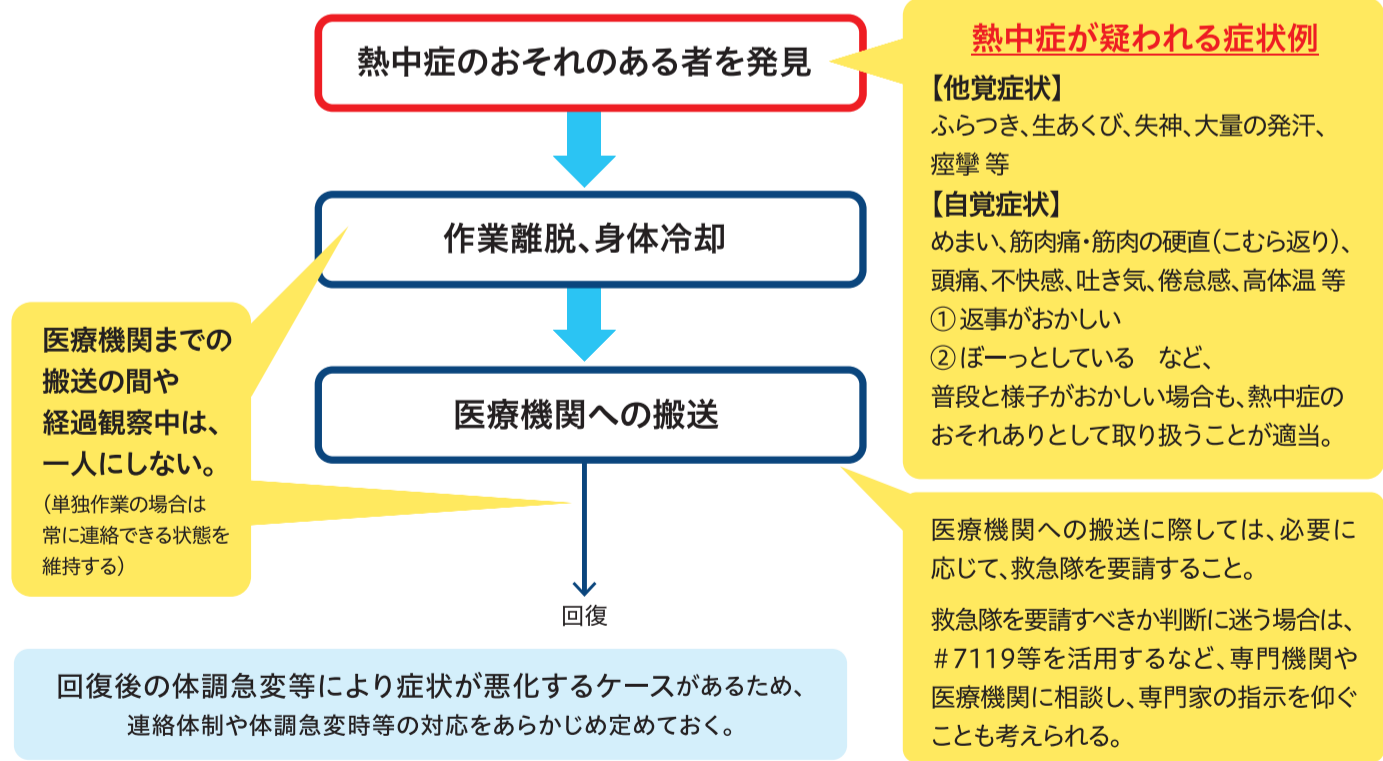 熱中症のおそれのある者を発見
作業離脱、身体冷却
医療機関への搬送
回復
熱中症が疑われる症状例
【他覚症状】
ふらつき、生あくび、失神、大量の発汗、
痙攣 等
【自覚症状】
めまい、筋肉痛・筋肉の硬直(こむら返り)、
頭痛、不快感、吐き気、倦怠感、高体温 等
① 返事がおかしい
② ぼーっとしている　など、
普段と様子がおかしい場合も、熱中症の
おそれありとして取り扱うことが適当。
医療機関までの
搬送の間や
経過観察中は、
一人にしない。
(単独作業の場合は
常に連絡できる状態を
維持する)
医療機関への搬送に際しては、必要に
応じて、救急隊を要請すること。
救急隊を要請すべきか判断に迷う場合は、
#7119等を活用するなど、専門機関や
医療機関に相談し、専門家の指示を仰ぐ
ことも考えられる。
回復後の体調急変等により症状が悪化するケースがあるため、
連絡体制や体調急変時等の対応をあらかじめ定めておく。